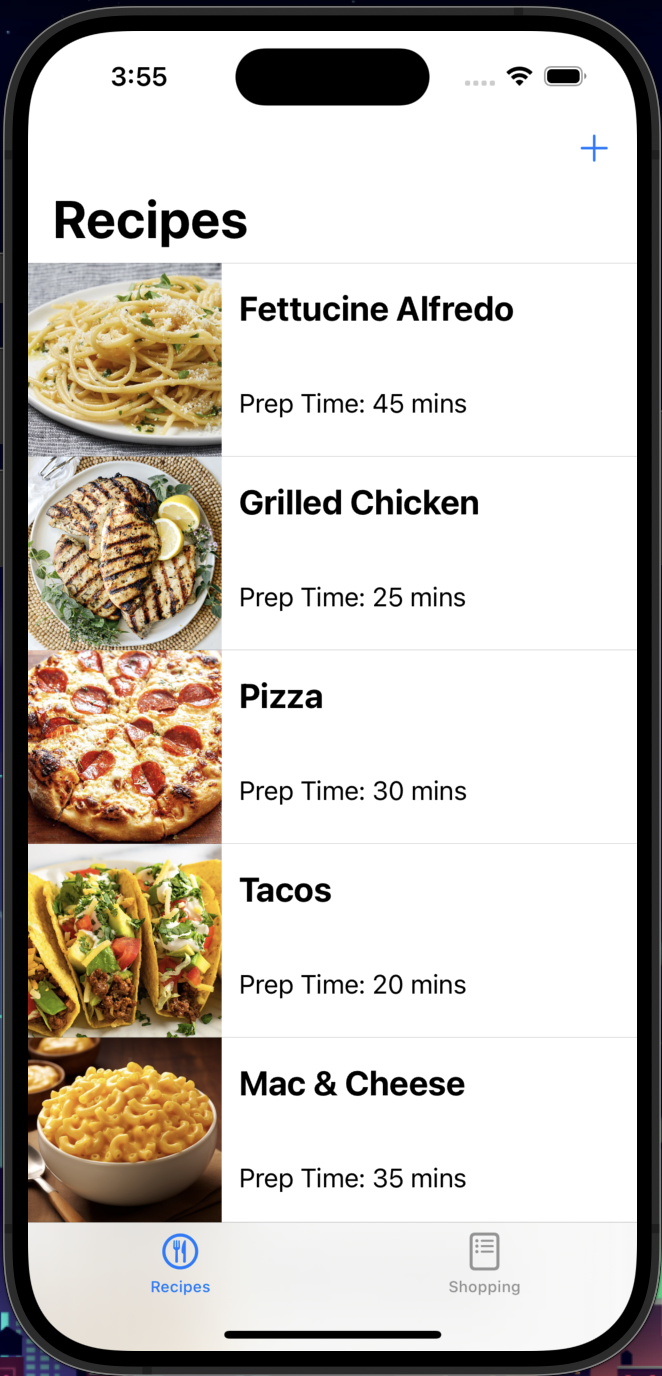 3:55
Recipes
Fettucine Alfredo
Prep Time: 45 mins
Grilled Chicken
Prep Time: 25 mins
Pizza
Prep Time: 30 mins
Tacos
Prep Time: 20 mins
Mac & Cheese
Prep Time: 35 mins
Recipes
Shopping